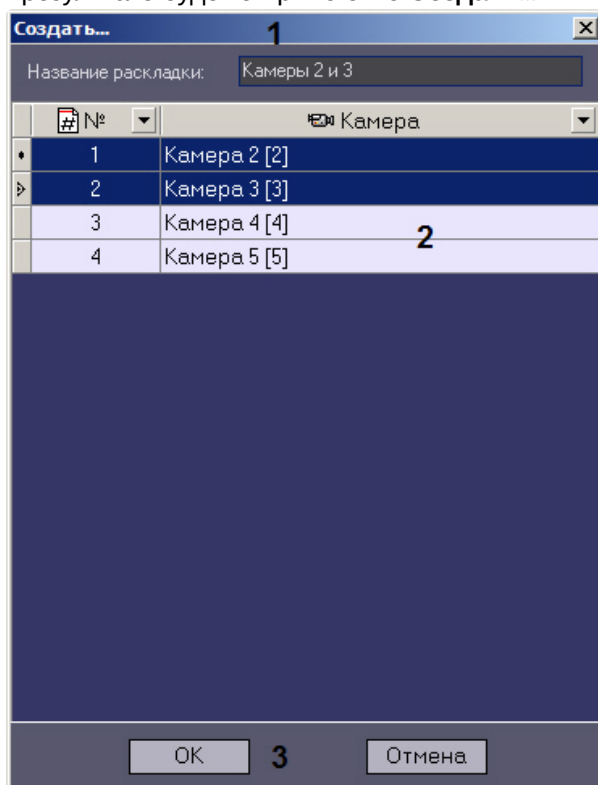 Создать...
1
Название раскладки: Камеры 2 и 3
# № Камера
1 Камера 2 [2]
2 Камера 3 [3]
3 Камера 4 [4]
2
4 Камера 5 [5]
OK 3 Отмена